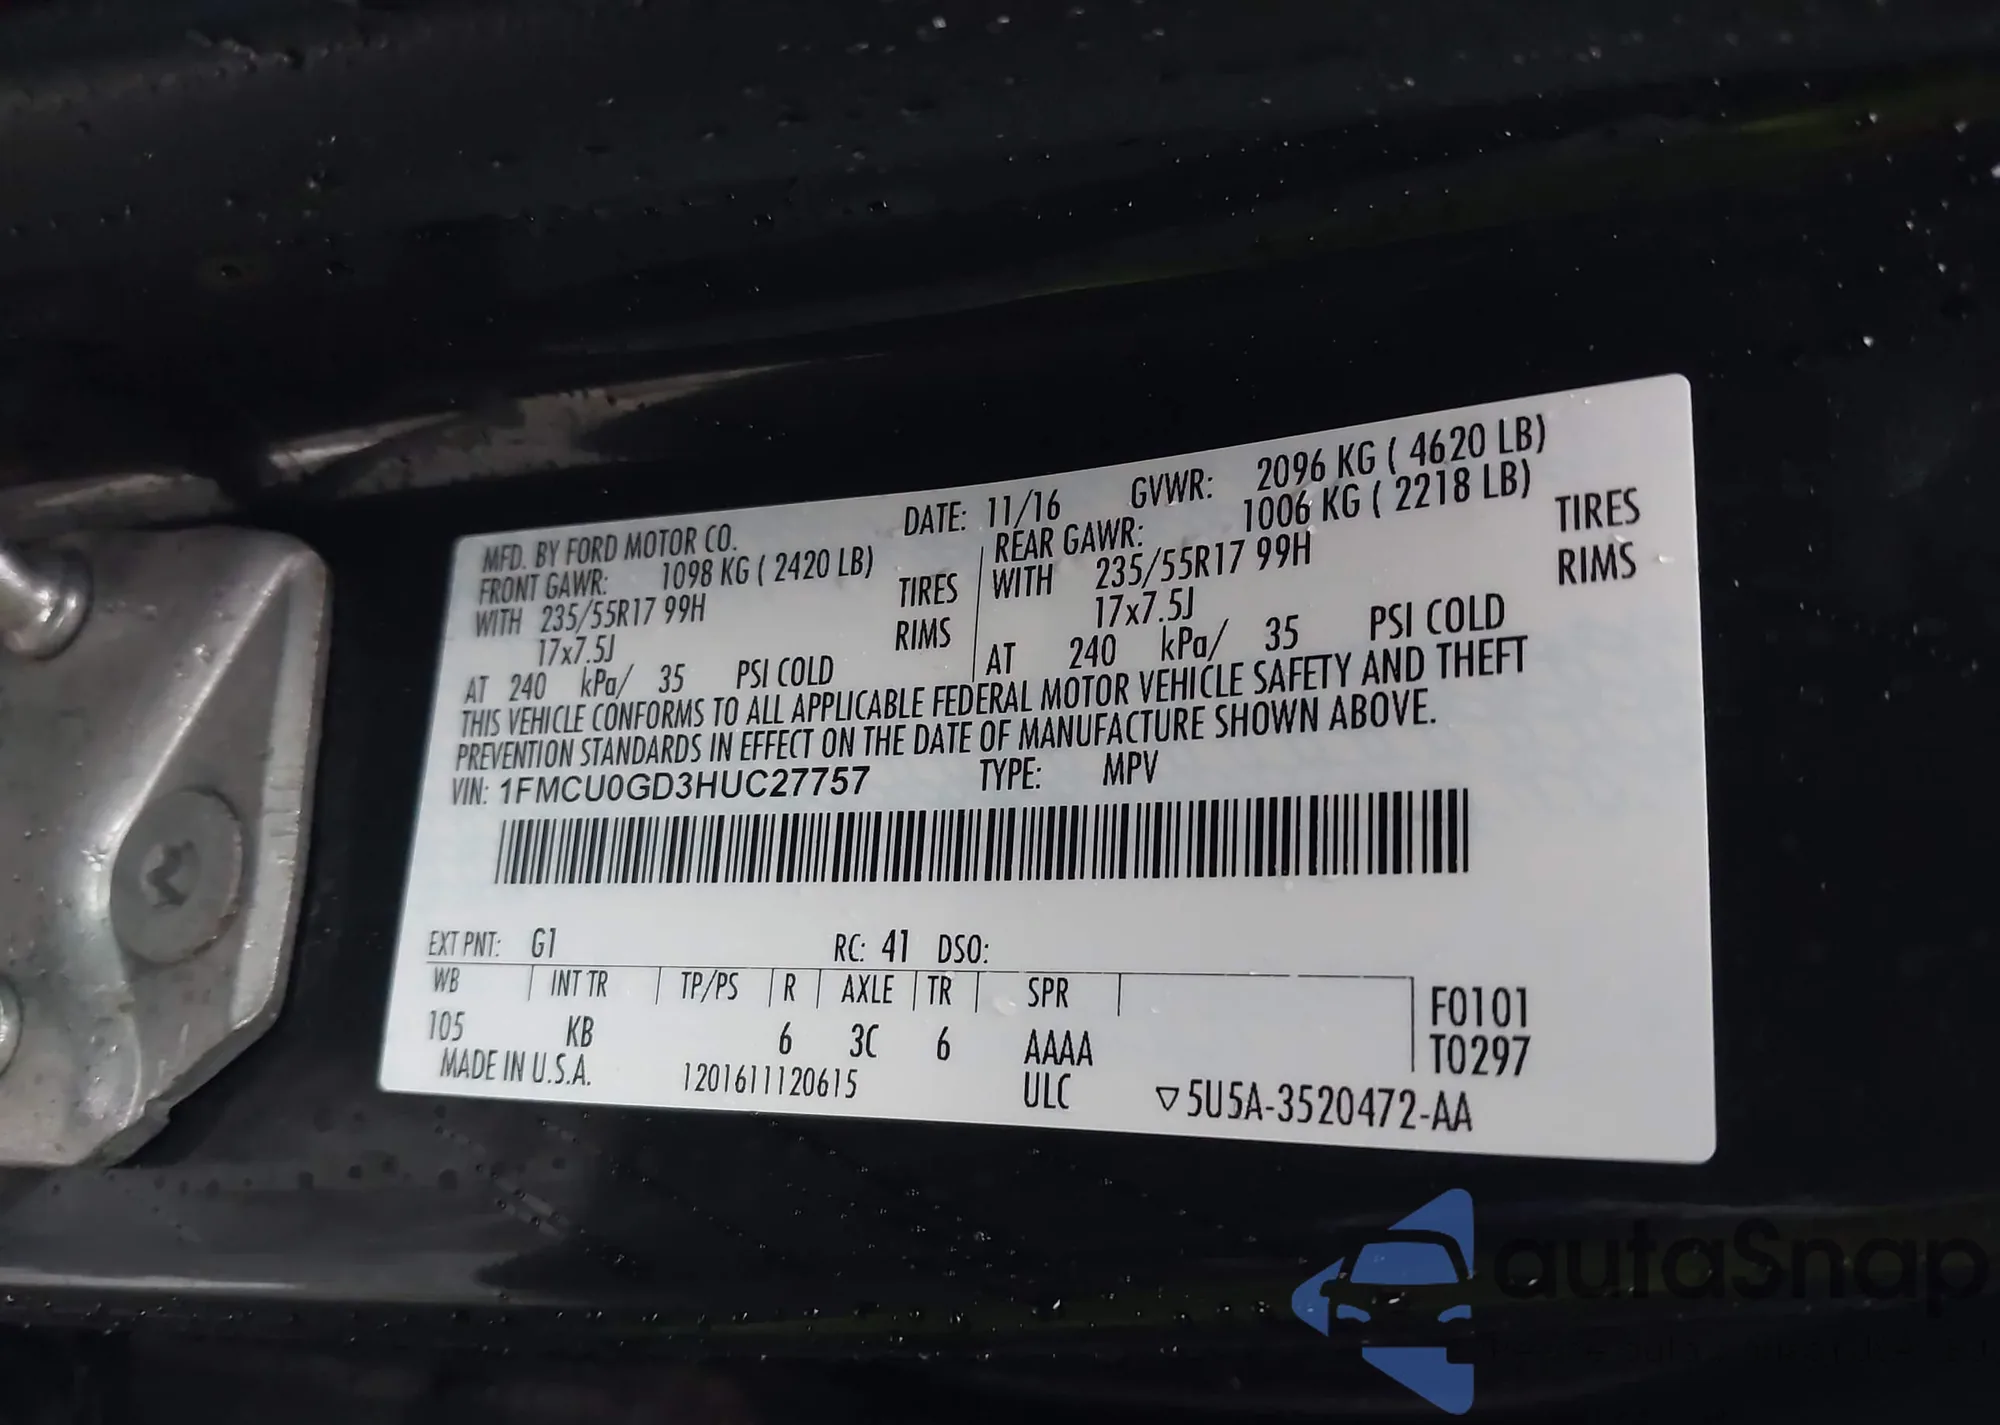 MFD. BY FORD MOTOR CO. DATE: 11/16 GVWR: 2096 KG ( 4620 LB)
FRONT GAWR: 1098 KG ( 2420 LB) REAR GAWR: 1006 KG ( 2218 LB)
WITH 235/55R17 99H TIRES WITH 235/55R17 99H TIRES
17x7.5J RIMS 17x7.5J RIMS
AT 240 kPa/ 35 PSI COLD AT 240 kPa/ 35 PSI COLD
THIS VEHICLE CONFORMS TO ALL APPLICABLE FEDERAL MOTOR VEHICLE SAFETY AND THEFT
PREVENTION STANDARDS IN EFFECT ON THE DATE OF MANUFACTURE SHOWN ABOVE.
VIN: 1FMCU0GD3HUC27757 TYPE: MPV
EXT PNT: G1 RC: 41 DSO:
WB INT TR TP/PS R AXLE TR SPR
105 KB 6 3C 6 AAAA
F0101
T0297
MADE IN U.S.A. 1201611120615 ULC ▽5U5A-3520472-AA
autaSnap